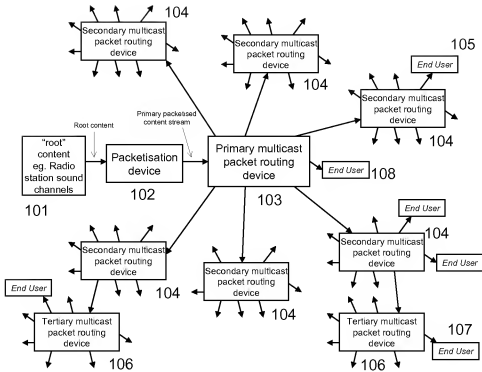 104
Secondary multicast
packet routing
device
Secondary multicast
packet routing
device
104
105
End User
Secondary multicast
packet routing
device
104
Root content
Primary packetised
content stream
"root"
content
eg. Radio
station sound
channels
101
Packetisation
device
102
Primary multicast
packet routing
device
103
End User
108
End User
104
Secondary multicast
packet routing
device
End User
Secondary multicast
packet routing
device
104
Secondary multicast
packet routing
device
104
End User
Tertiary multicast
packet routing
device
106
Tertiary multicast
packet routing
device
106
107
End User